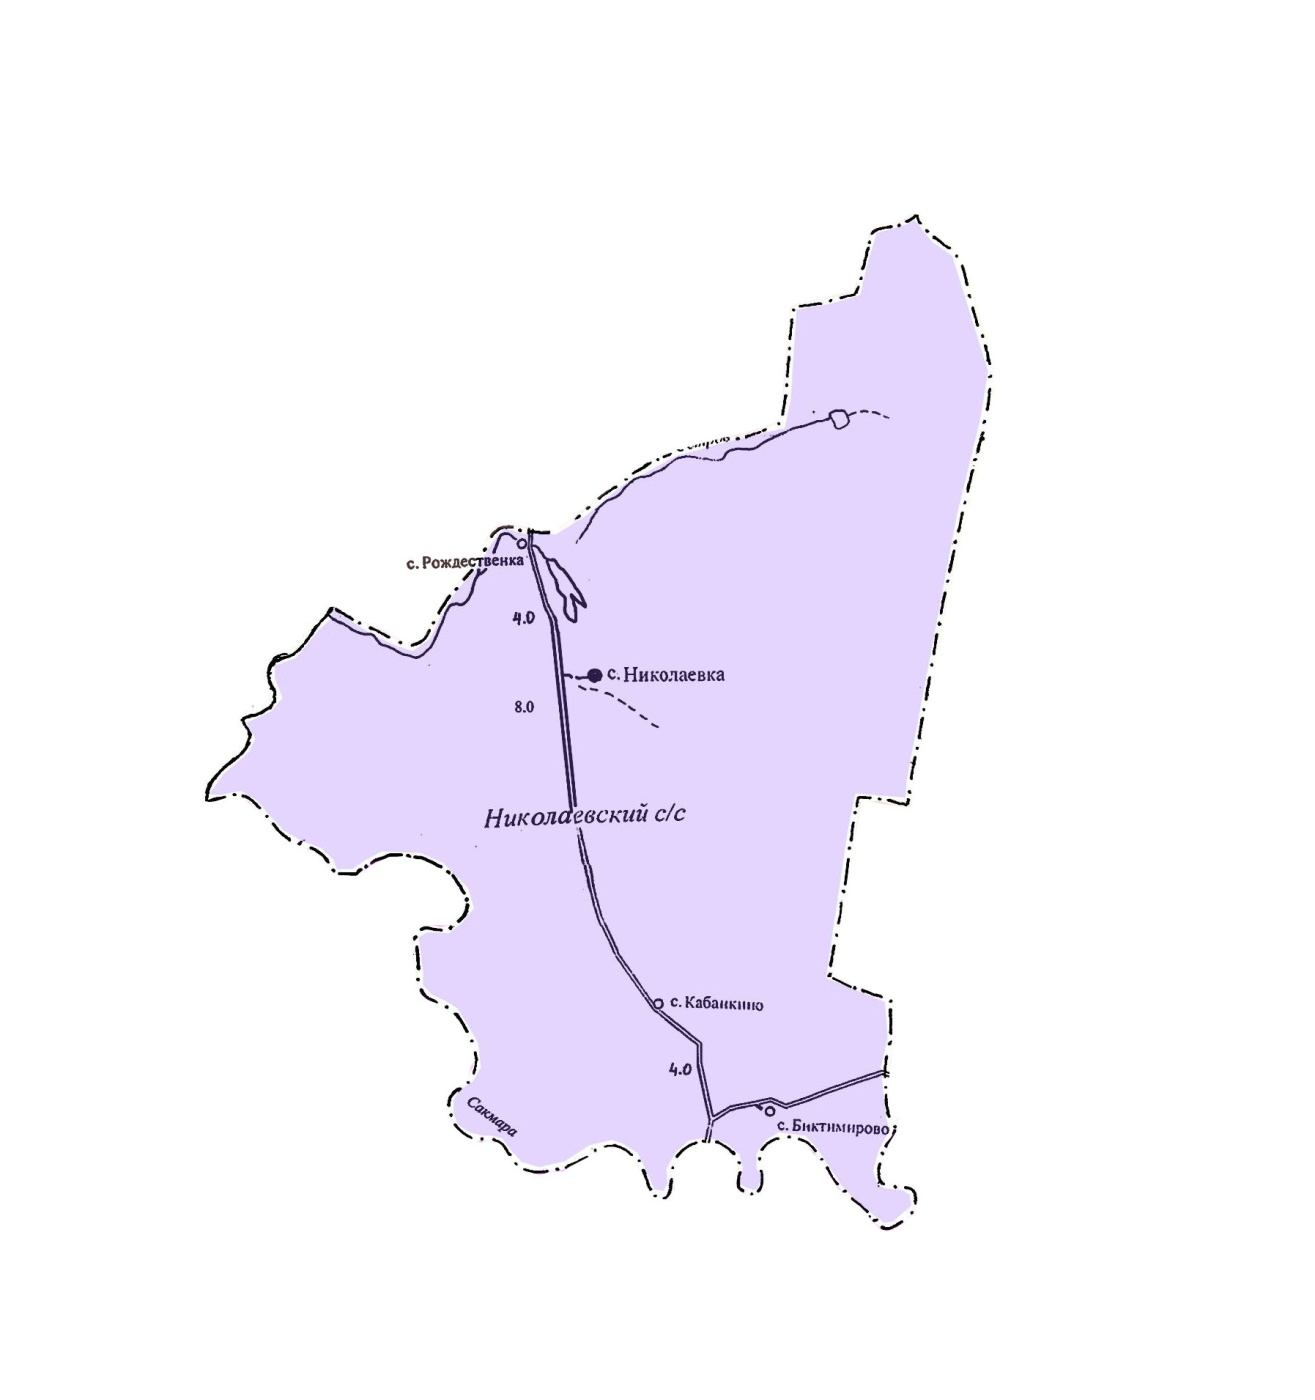 с. Рождественка
4.0
с. Николаевка
8.0
Николаевский с/с
с. Кабанкино
4.0
Сакмара
с. Биктимирово